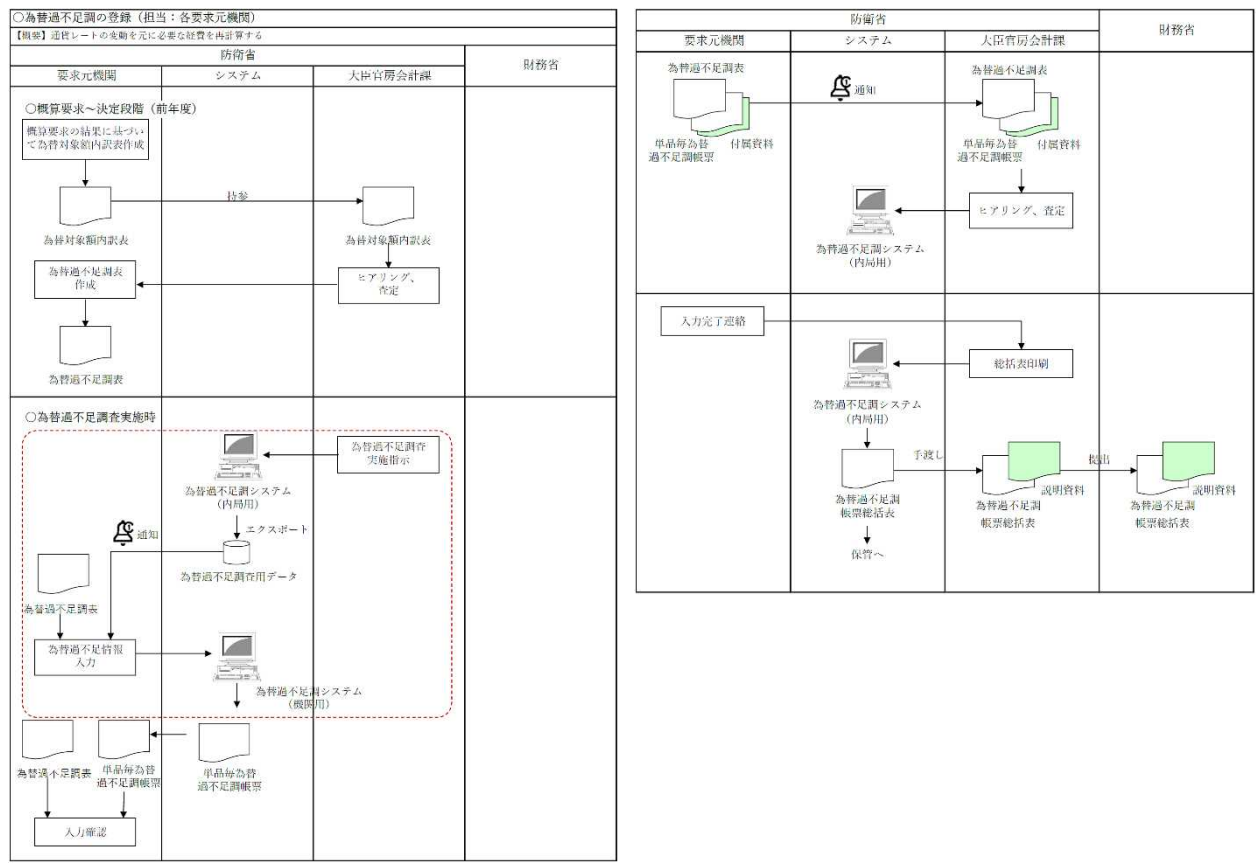 ○為替過不足調の登録（担当：各要求元機関）
【概要】通貨レートの変動を元に必要な経費を再計算する
防衛省
財務省
要求元機関
システム
大臣官房会計課
○概算要求～決定段階（前年度）
概算要求の結果に基づい
て為替対象額内訳表作成
持参
為替対象額内訳表
為替対象額内訳表
為替過不足調表
作成
ヒアリング、
査定
為替過不足調表
○為替過不足調査実施時
為替過不足調査
実施指示
為替過不足調システム
（内局用）
エクスポート
通知
為替過不足調査用データ
為替過不足調表
為替過不足情報
入力
為替過不足調システム
（機関用）
為替過不足調表
単品毎為替
過不足調帳票
単品毎為替
過不足調帳票
入力確認
防衛省
財務省
要求元機関
システム
大臣官房会計課
為替過不足調表
通知
為替過不足調表
単品毎為替
過不足調帳票
付属資料
単品毎為替
過不足調帳票
付属資料
ヒアリング、査定
為替過不足調システム
（内局用）
入力完了連絡
総括表印刷
為替過不足調システム
（内局用）
手渡し
提出
説明資料
説明資料
為替過不足調
帳票総括表
為替過不足調
帳票総括表
為替過不足調
帳票総括表
保管へ